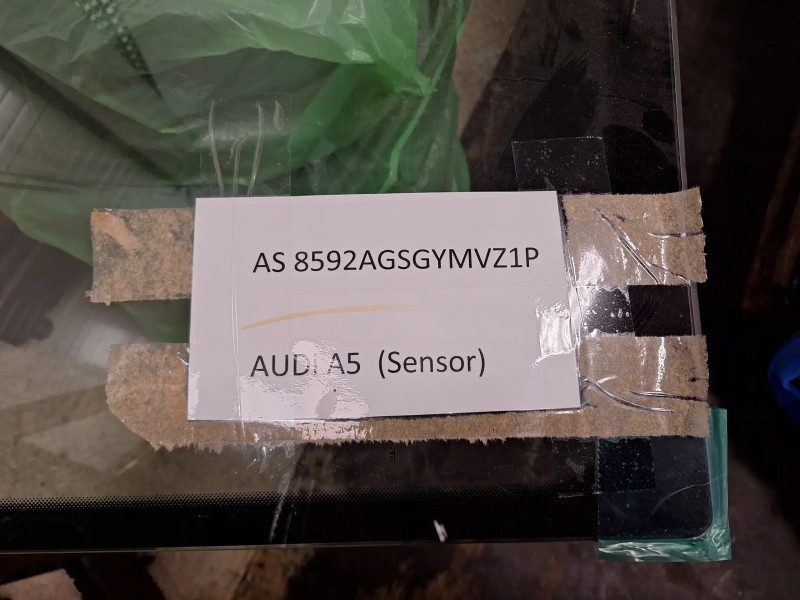 AS 8592AGSGYMVZ1P
AUDI A5 (Sensor)